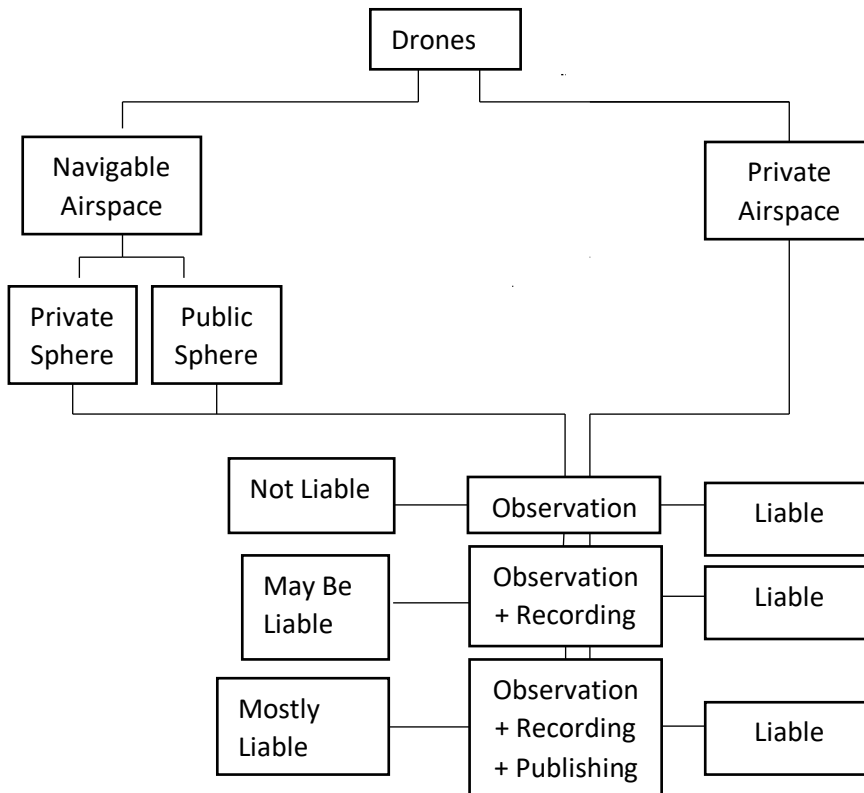 Drones
Navigable
Airspace
Private
Airspace
Private
Sphere
Public
Sphere
Not Liable
Observation
Liable
May Be
Liable
Observation
+ Recording
Liable
Mostly
Liable
Observation
+ Recording
+ Publishing
Liable